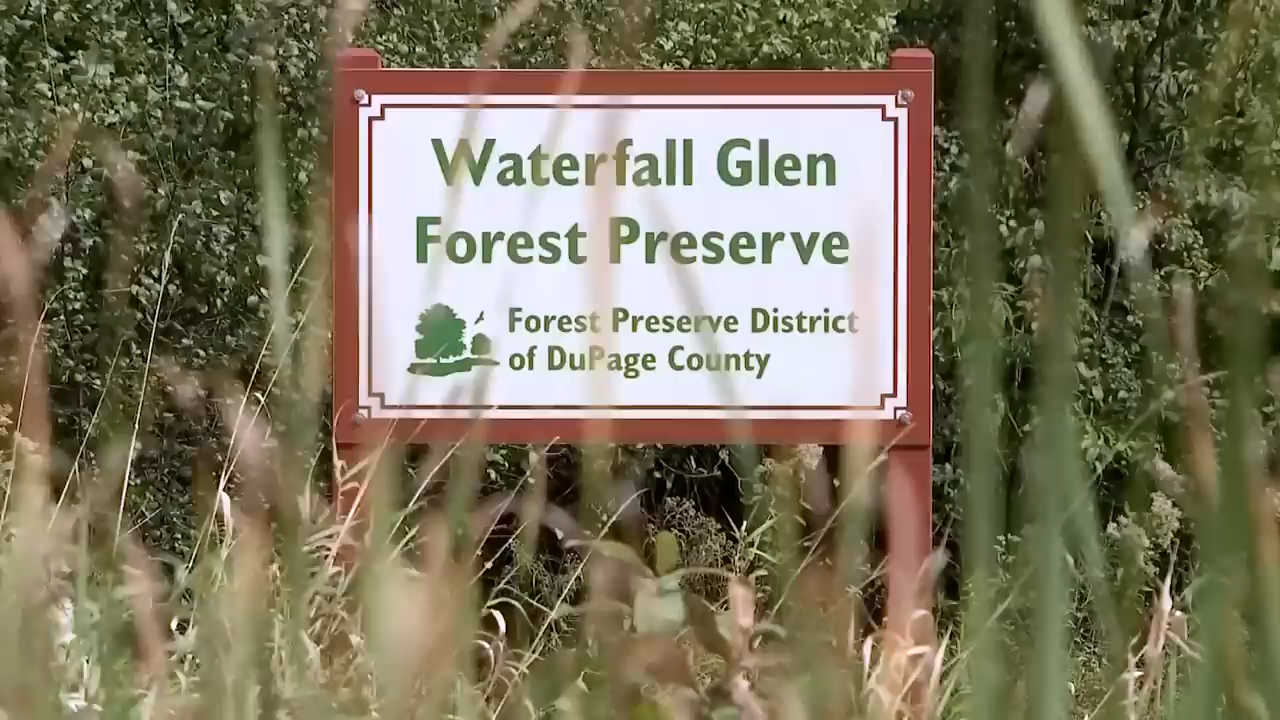 Waterfall Glen
Forest Preserve
Forest Preserve District
of DuPage County